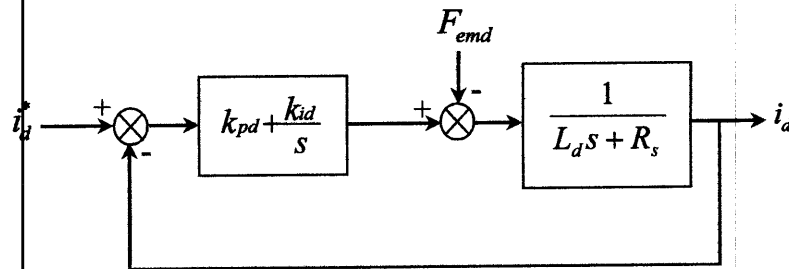 F_emd
-
+
i_d^*
k_pd + k_id/s
+
1/(L_d s + R_s)
i_d
-